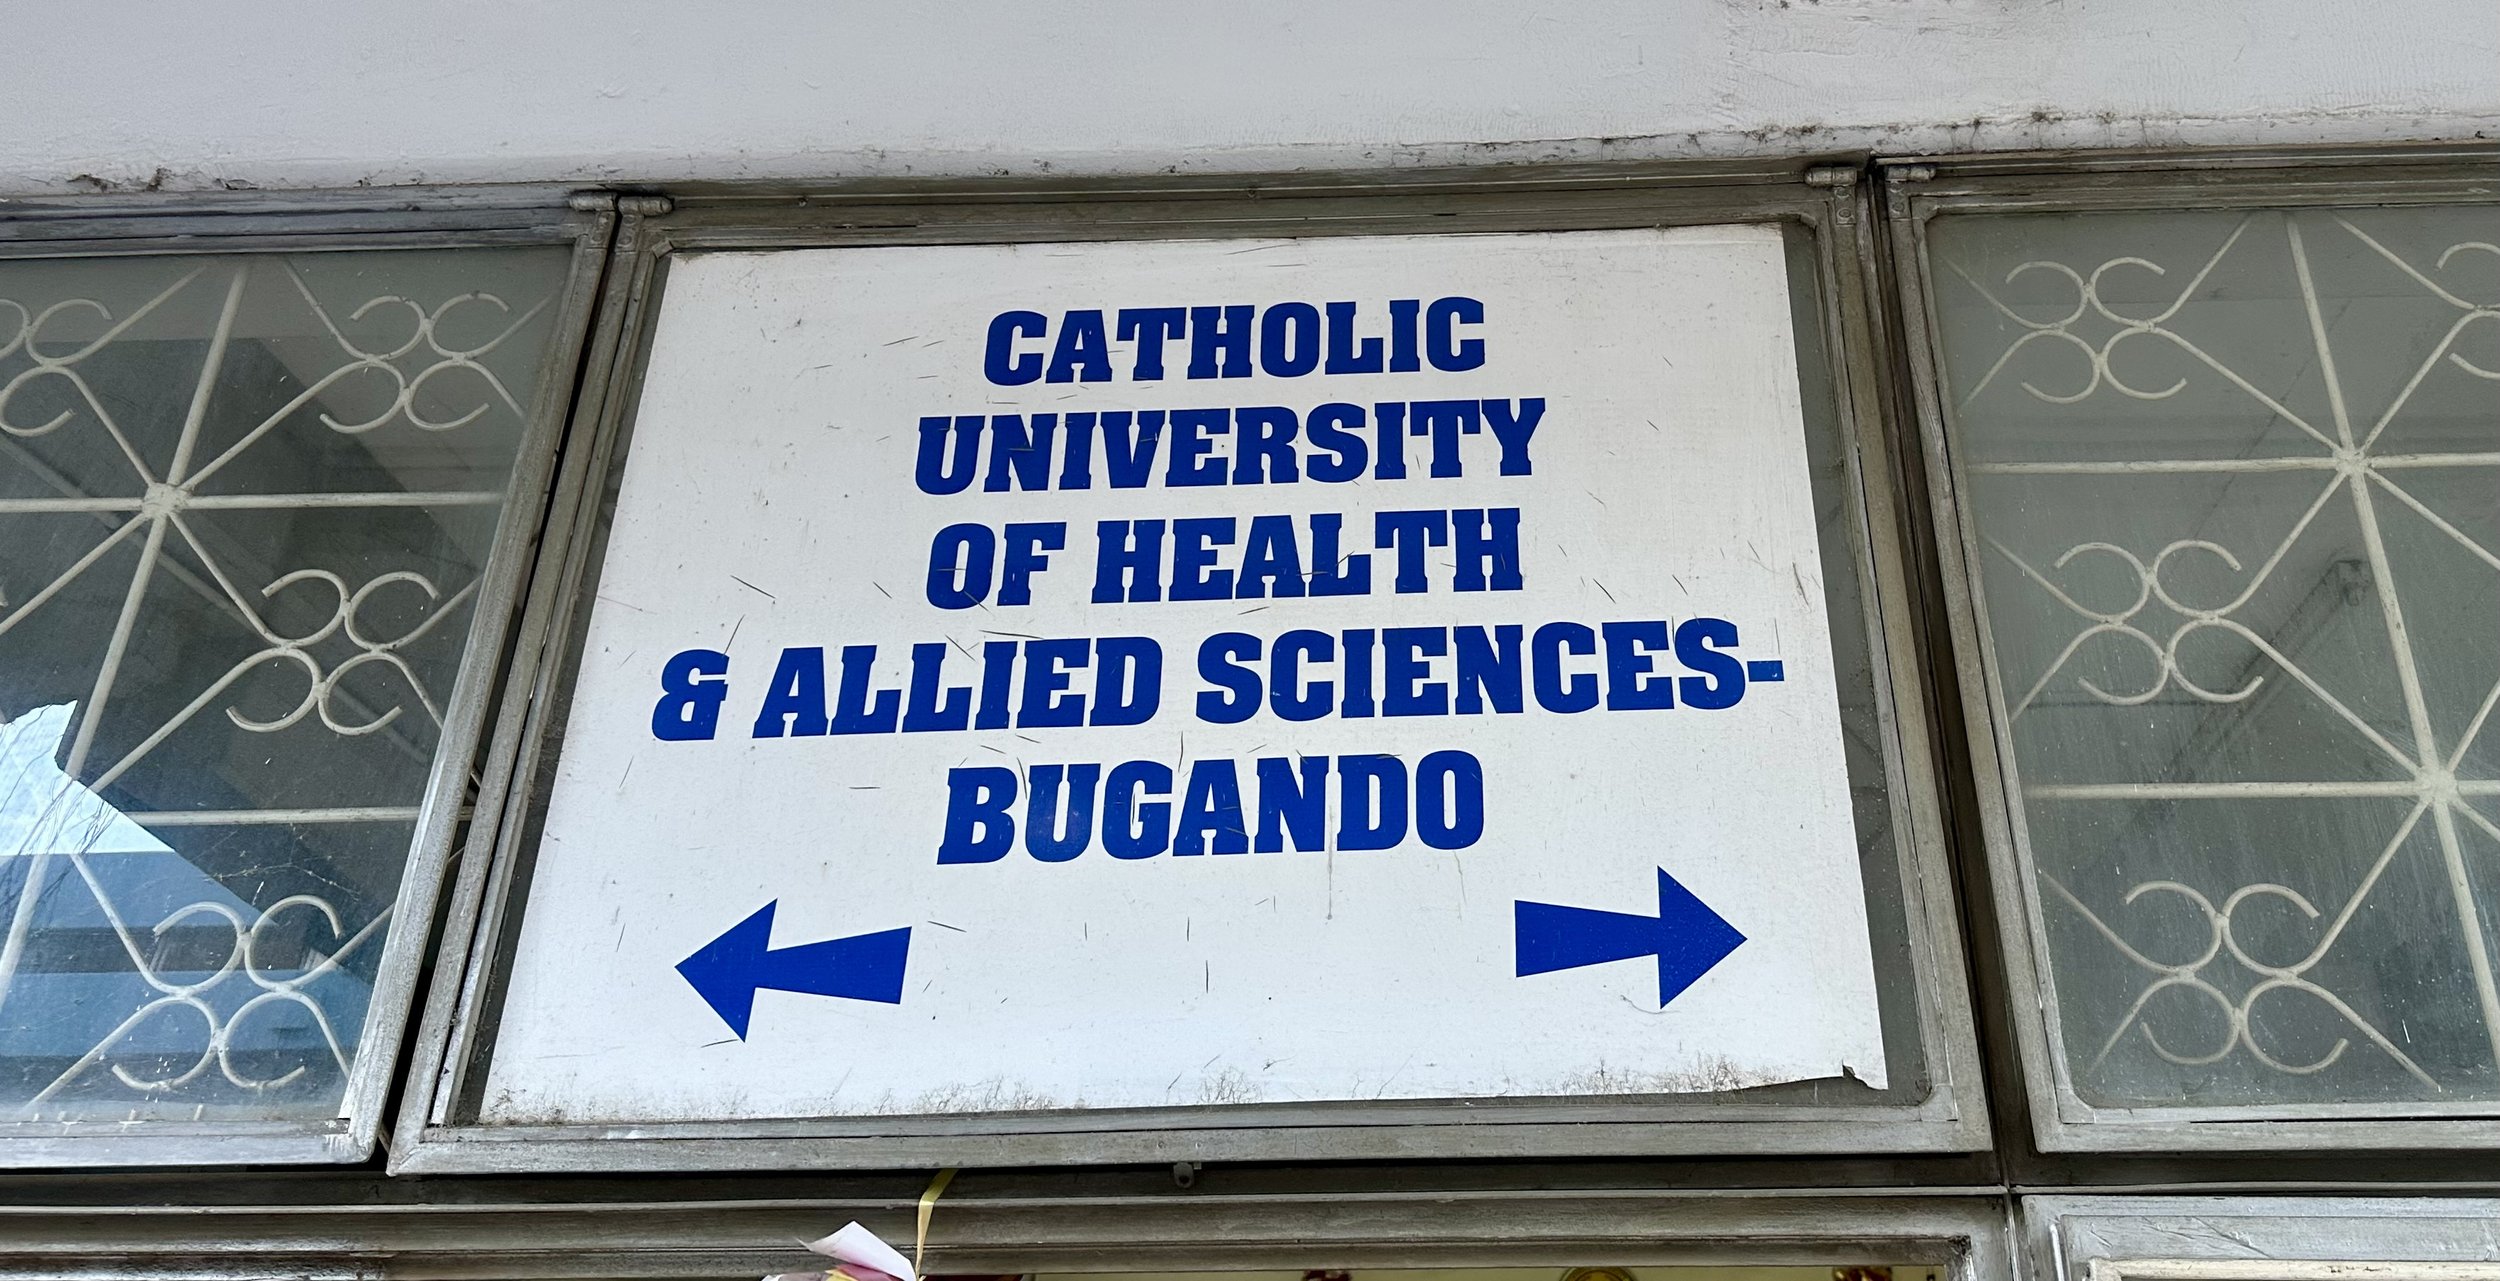 CATHOLIC
UNIVERSITY
OF HEALTH
& ALLIED SCIENCES-
BUGANDO